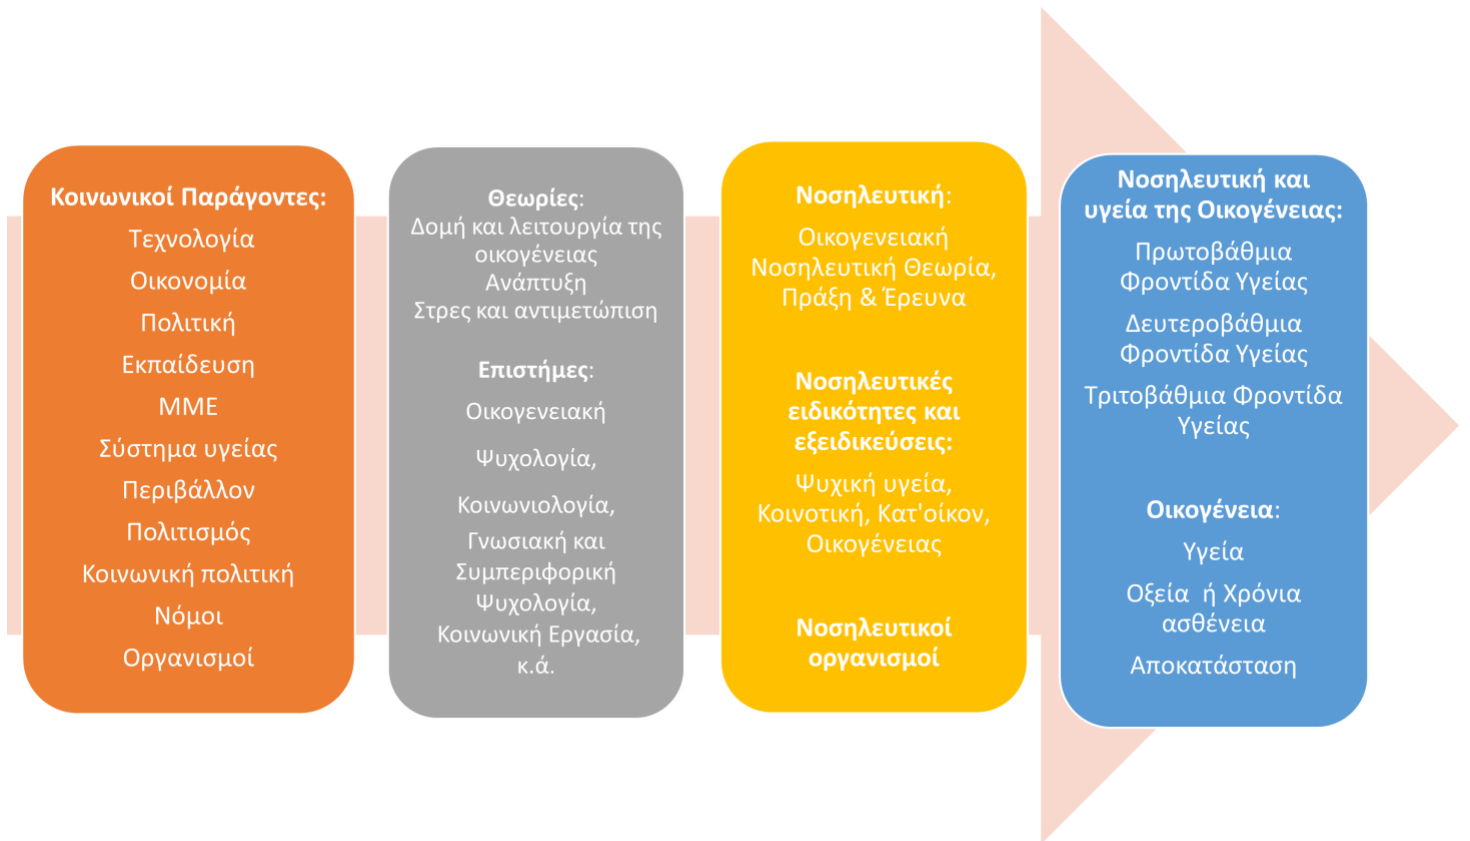 Κοινωνικοί Παράγοντες:
Τεχνολογία
Οικονομία
Πολιτική
Εκπαίδευση
ΜΜΕ
Σύστημα υγείας
Περιβάλλον
Πολιτισμός
Κοινωνική πολιτική
Νόμοι
Οργανισμοί
Θεωρίες:
Δομή και λειτουργία της
οικογένειας
Ανάπτυξη
Στρες και αντιμετώπιση
Επιστήμες:
Οικογενειακή
Ψυχολογία,
Κοινωνιολογία,
Γνωσιακή και
Συμπεριφορική
Ψυχολογία,
Κοινωνική Εργασία,
κ.ά.
Νοσηλευτική:
Οικογενειακή
Νοσηλευτική Θεωρία,
Πράξη & Έρευνα
Νοσηλευτικές
ειδικότητες και
εξειδικεύσεις:
Ψυχική υγεία,
Κοινοτική, Κατ'οίκον,
Οικογένειας
Νοσηλευτικοί
οργανισμοί
Νοσηλευτική και
υγεία της Οικογένειας:
Πρωτοβάθμια
Φροντίδα Υγείας
Δευτεροβάθμια
Φροντίδα Υγείας
Τριτοβάθμια Φροντίδα
Υγείας
Οικογένεια:
Υγεία
Οξεία ή Χρόνια
ασθένεια
Αποκατάσταση